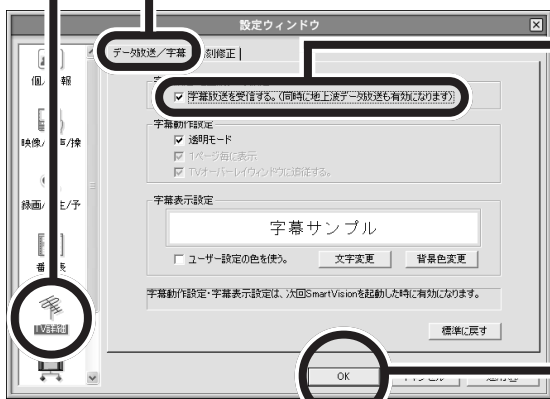 設定ウィンドウ
データ放送／字幕
刻修正
字幕放送を受信する。(同時に地上波データ放送も有効になります)
字幕動作設定
透明モード
1ページ毎に表示
TVオーバーレイウィンドウに追従する。
字幕表示設定
字幕サンプル
ユーザー設定の色を使う。
文字変更
背景色変更
字幕動作設定・字幕表示設定は、次回SmartVisionを起動した時に有効になります。
標準に戻す
TV詳細
OK